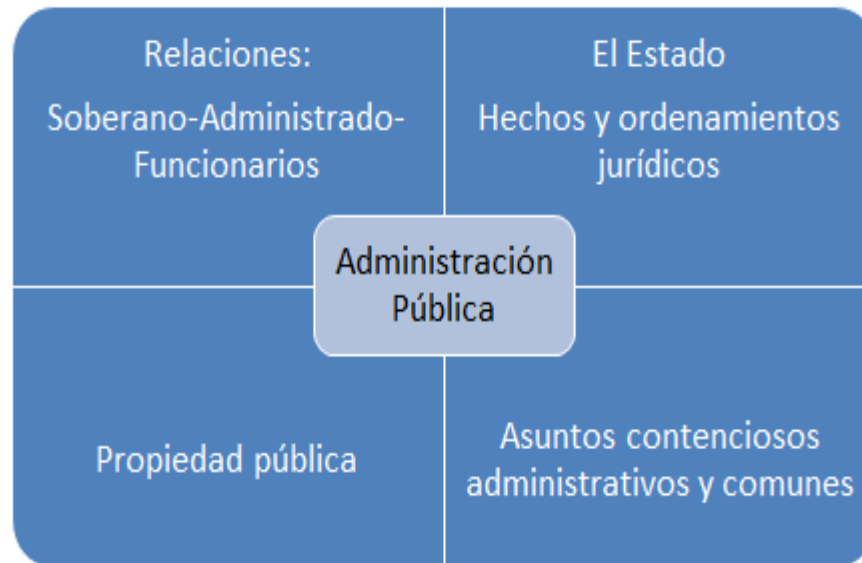 Relaciones:
Soberano-Administrado-
Funcionarios
El Estado
Hechos y ordenamientos
jurídicos
Administración
Pública
Propiedad pública
Asuntos contenciosos
administrativos y comunes